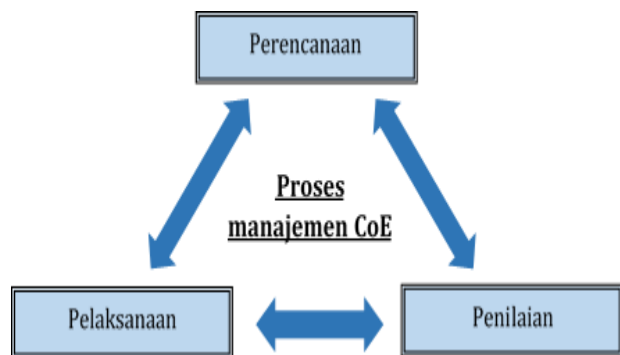 Perencanaan
Proses
manajemen CoE
Pelaksanaan
Penilaian